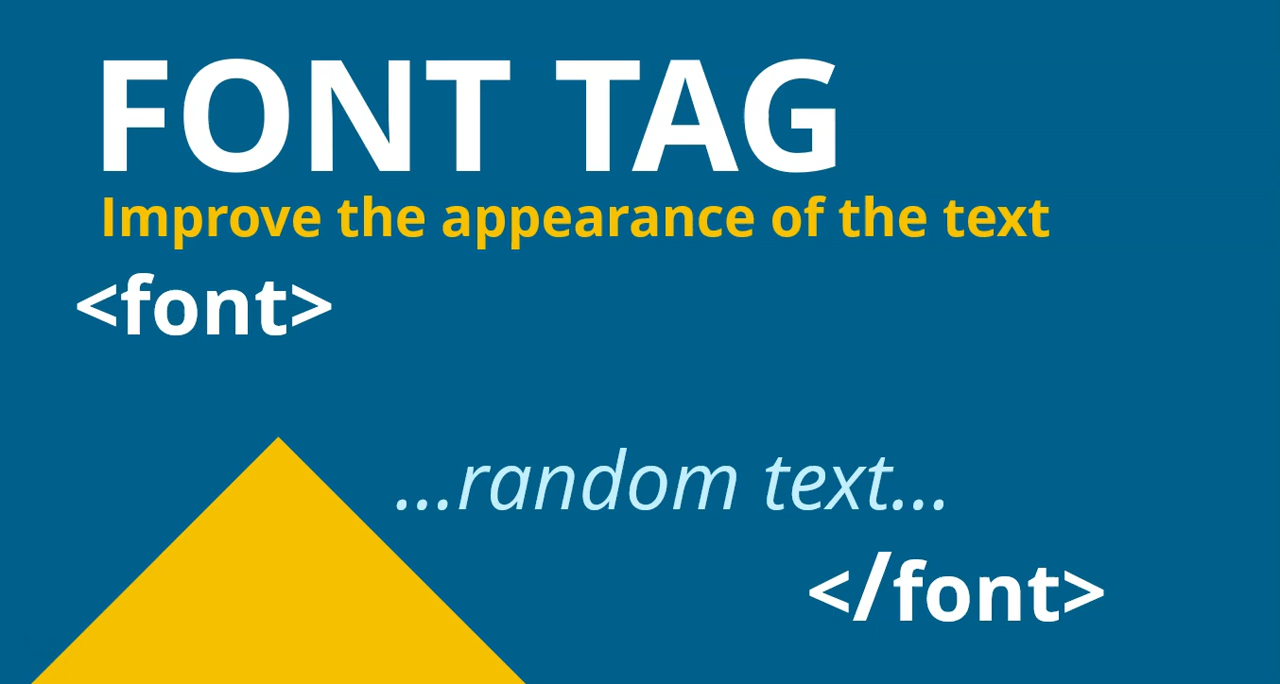 FONT TAG
Improve the appearance of the text
<font>
...random text...
</font>